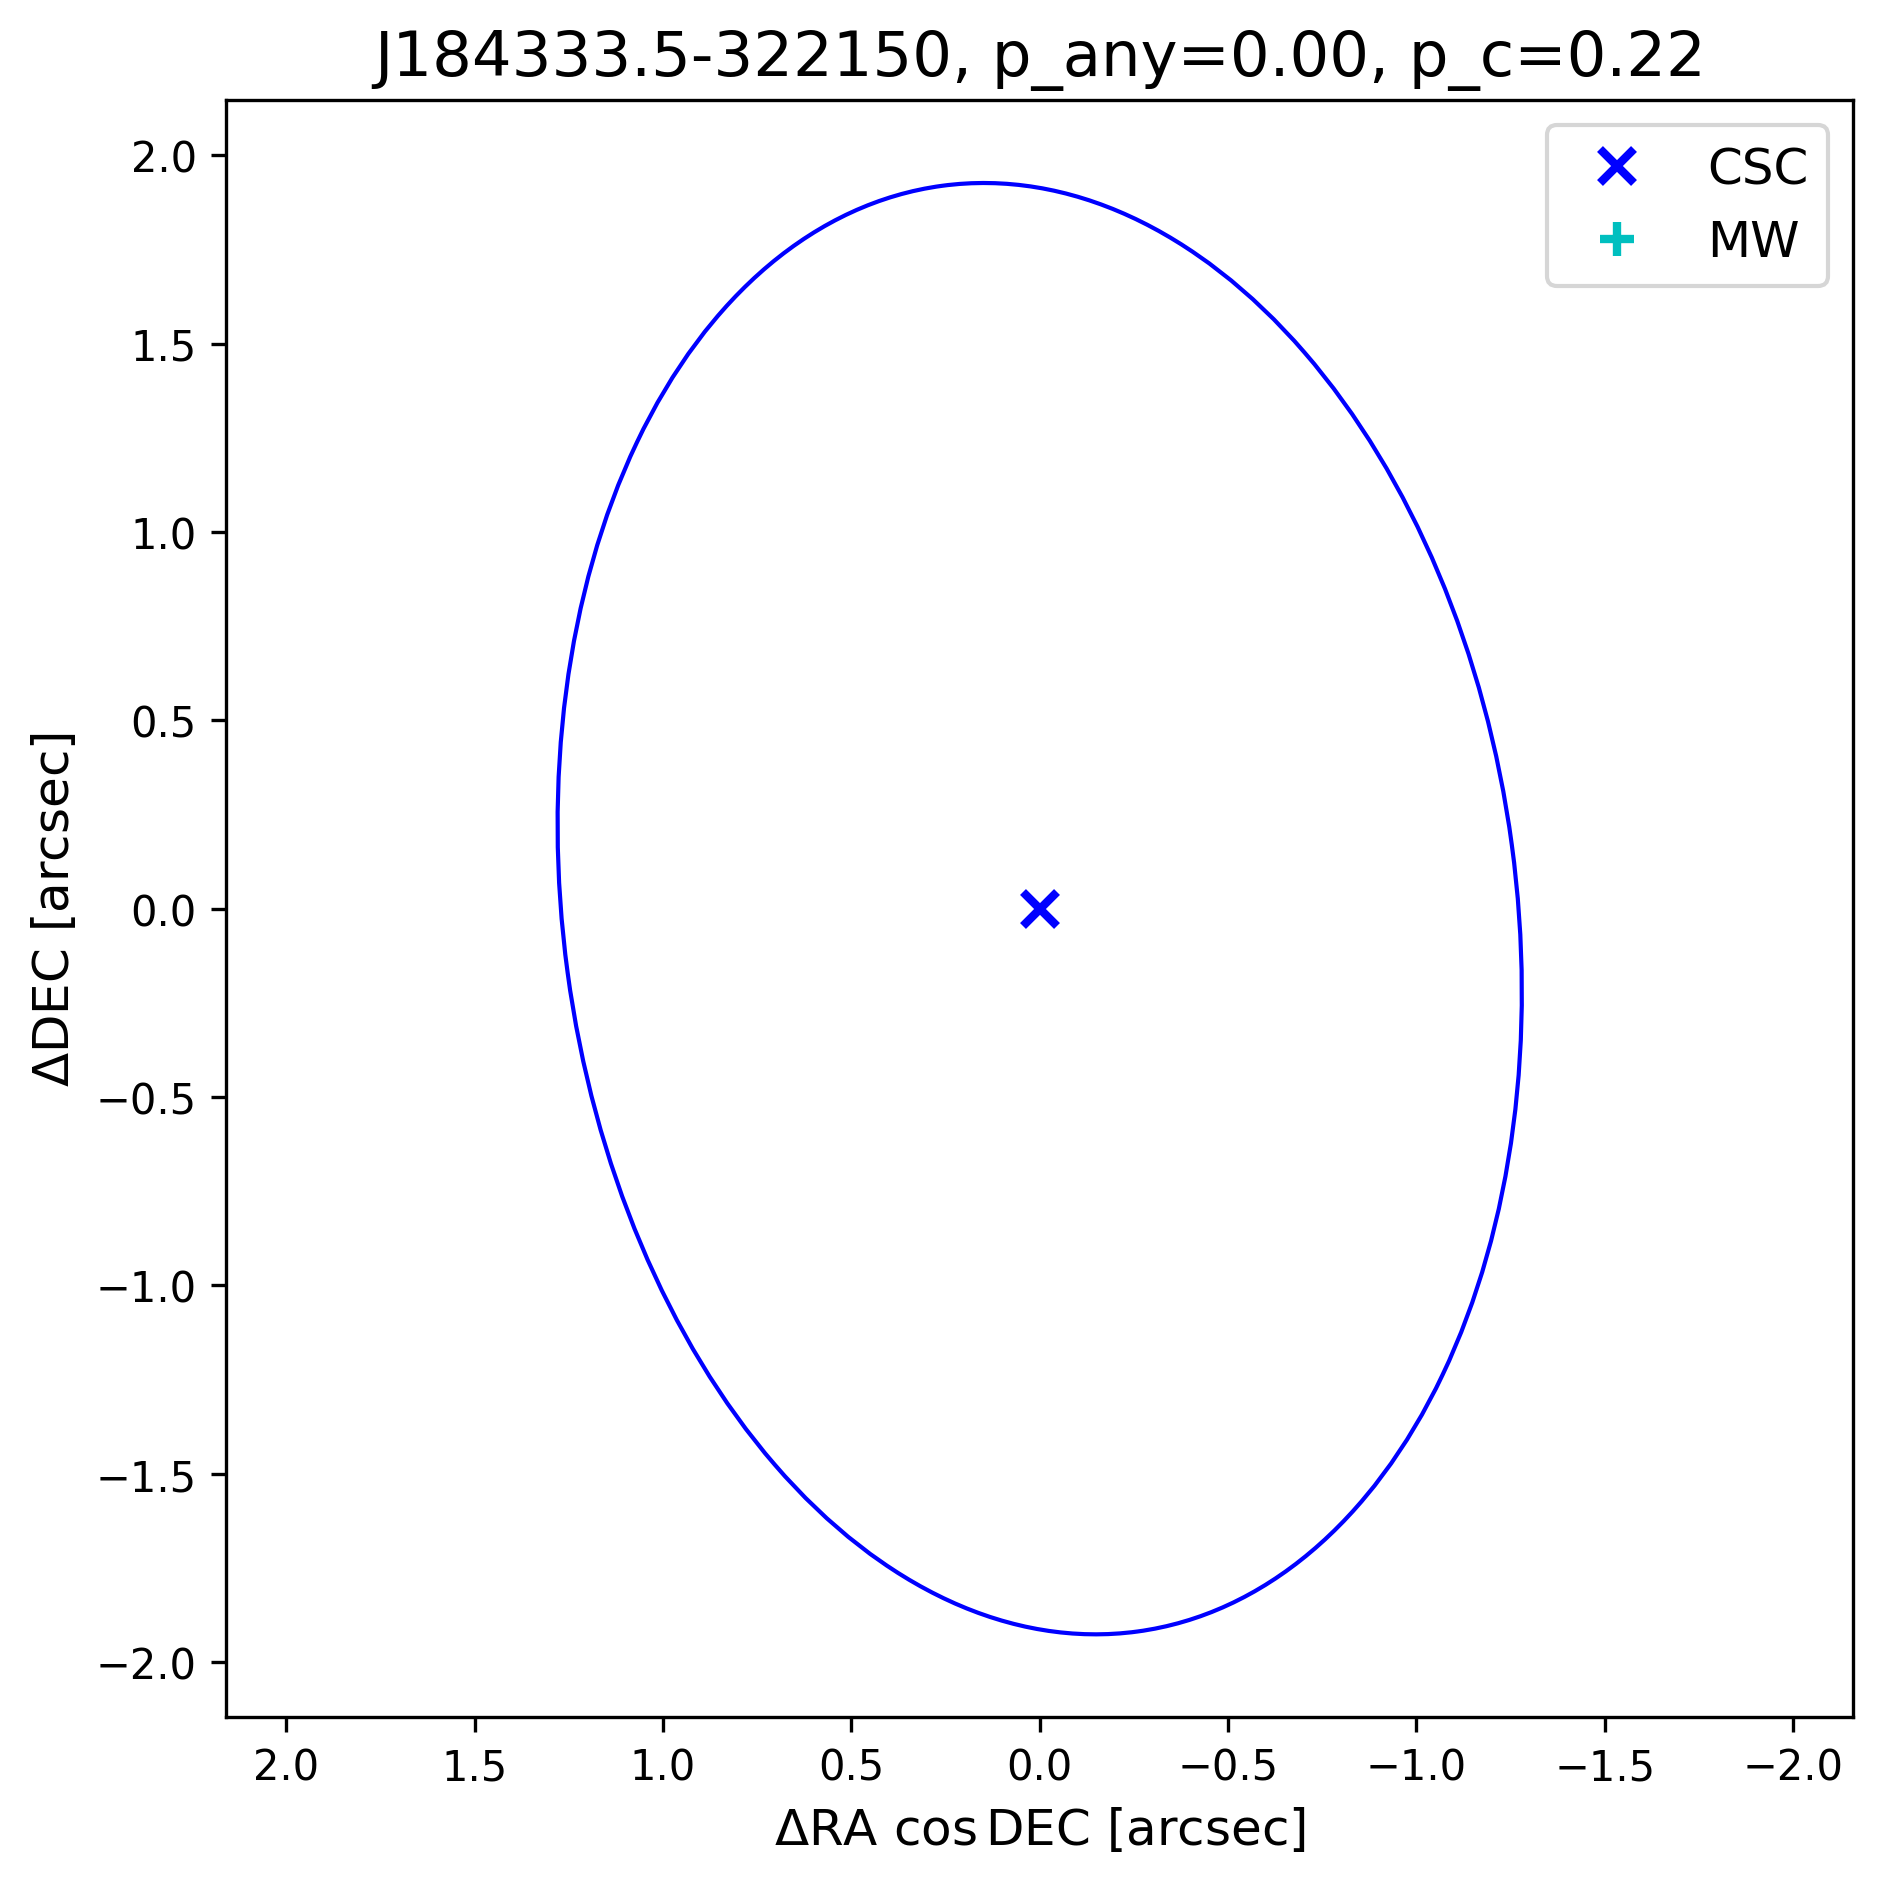 J184333.5-322150, p_any=0.00, p_c=0.22
CSC
MW
2.0
1.5
1.0
0.5
0.0
−0.5
−1.0
−1.5
−2.0
ΔDEC [arcsec]
2.0 1.5 1.0 0.5 0.0 −0.5 −1.0 −1.5 −2.0
ΔRA cos DEC [arcsec]